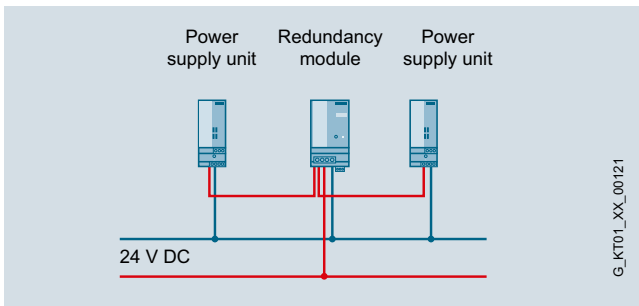 Power
supply unit
Redundancy
module
Power
supply unit
24 V DC
G_KT01_XX_00121